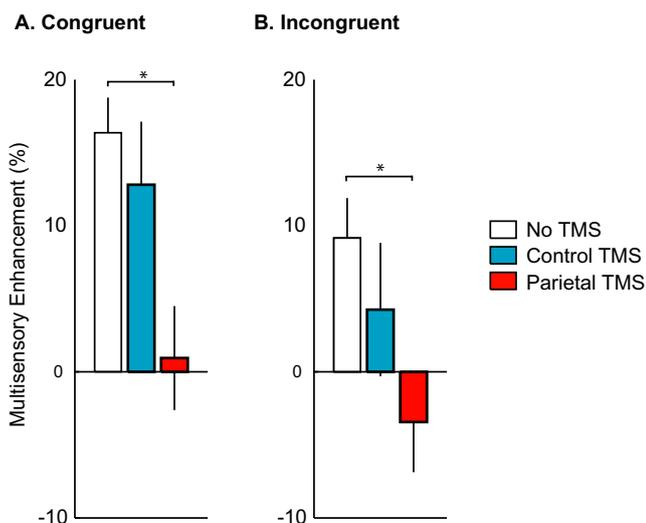 A. Congruent
B. Incongruent
Multisensory Enhancement (%)
20
10
0
-10
*
20
10
0
-10
*
No TMS
Control TMS
Parietal TMS